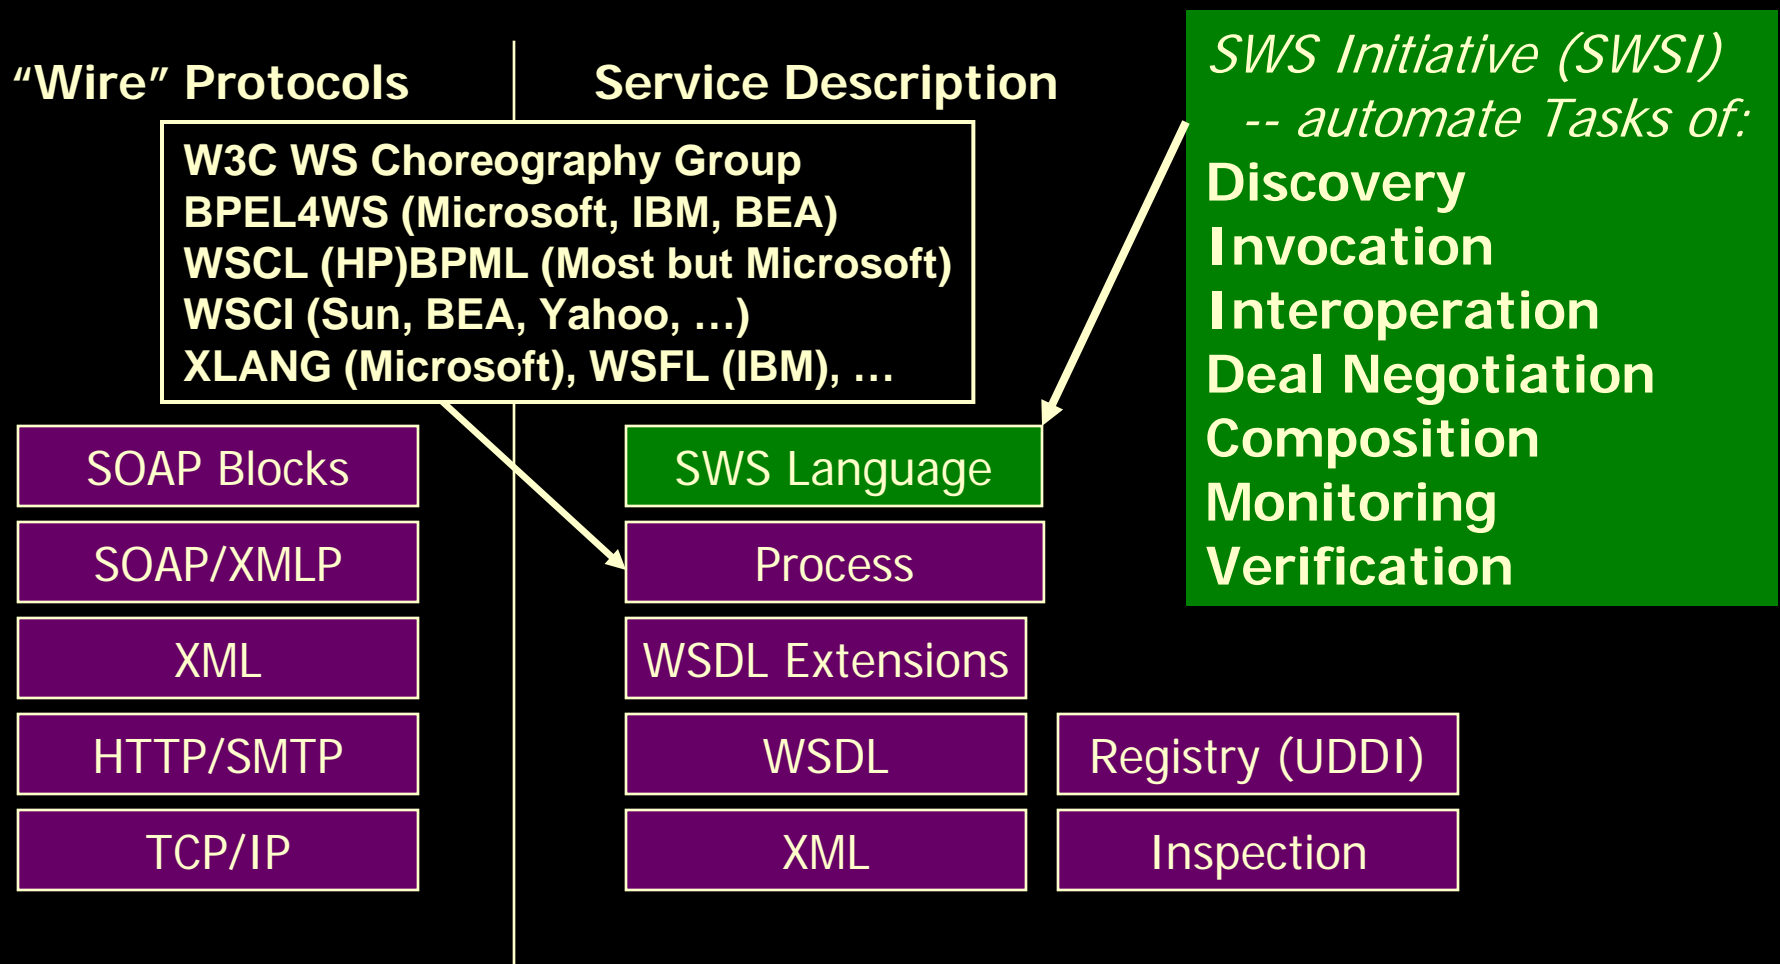 “Wire” Protocols
Service Description
W3C WS Choreography Group
BPEL4WS (Microsoft, IBM, BEA)
WSCL (HP)BPML (Most but Microsoft)
WSCI (Sun, BEA, Yahoo, …)
XLANG (Microsoft), WSFL (IBM), …
SOAP Blocks
SOAP/XMLP
XML
HTTP/SMTP
TCP/IP
SWS Language
Process
WSDL Extensions
WSDL
XML
Registry (UDDI)
Inspection
SWS Initiative (SWSI)
-- automate Tasks of:
Discovery
Invocation
Interoperation
Deal Negotiation
Composition
Monitoring
Verification